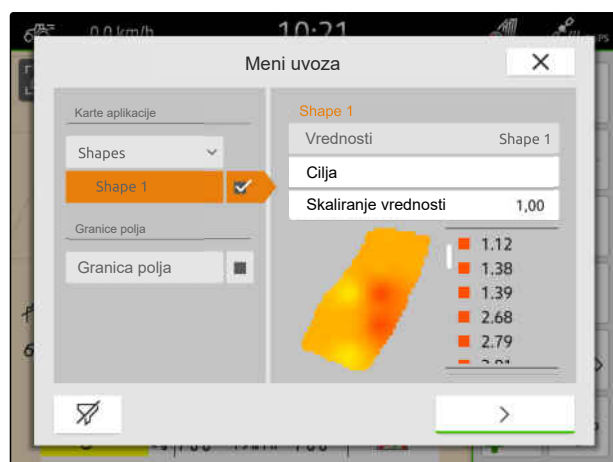 0.0 km/h 10:21
PS
Meni uvoza
Karte aplikacije
Shapes
Shape 1
Granice polja
Granica polja
Shape 1
Vrednosti Shape 1
Cilja
Skaliranje vrednosti 1,00
1.12
1.38
1.39
2.68
2.79